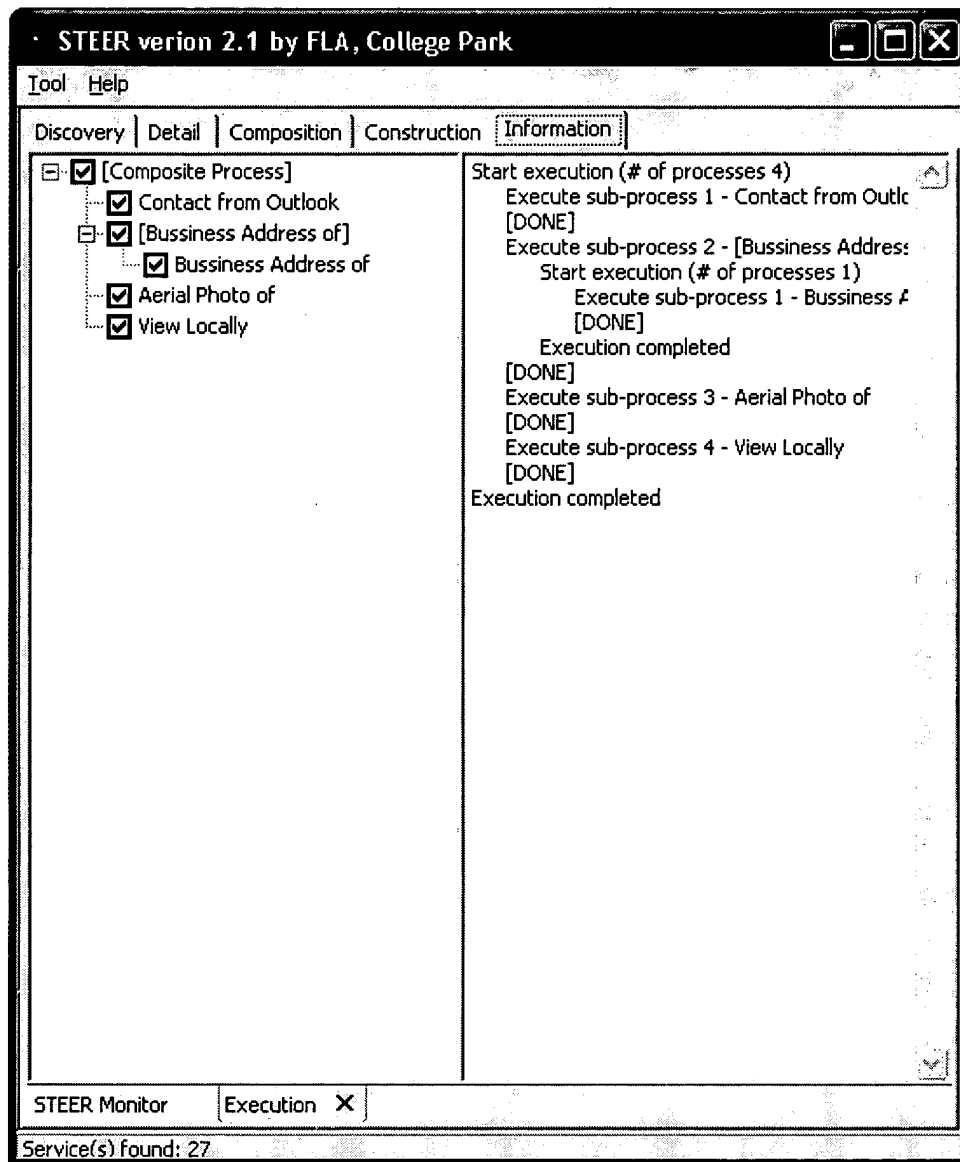 STEER verion 2.1 by FLA, College Park
Tool Help
Discovery Detail Composition Construction Information
[Composite Process]
Contact from Outlook
[Bussiness Address of]
Bussiness Address of
Aerial Photo of
View Locally
Start execution (# of processes 4)
Execute sub-process 1 - Contact from Outlc
[DONE]
Execute sub-process 2 - [Bussiness Address
Start execution (# of processes 1)
Execute sub-process 1 - Bussiness A
[DONE]
Execution completed
[DONE]
Execute sub-process 3 - Aerial Photo of
[DONE]
Execute sub-process 4 - View Locally
[DONE]
Execution completed
STEER Monitor Execution X
Service(s) found: 27